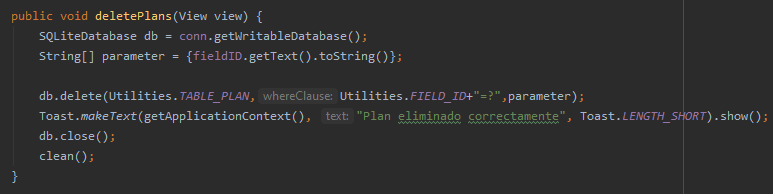 public void deletePlans(View view) {
SQLiteDatabase db = conn.getWritableDatabase();
String[] parameter = {fieldID.getText().toString()};
db.delete(Utilities.TABLE_PLAN, whereClause: Utilities.FIELD_ID+"=?",parameter);
Toast.makeText(getApplicationContext(), text: "Plan eliminado correctamente", Toast.LENGTH_SHORT).show();
db.close();
clean();
}